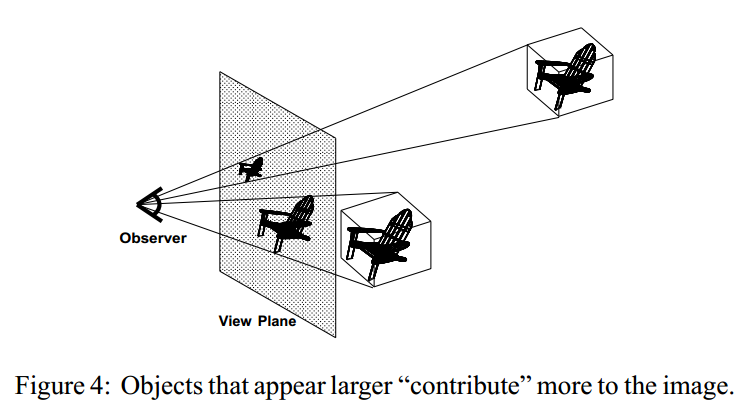 Observer
View Plane
Figure 4: Objects that appear larger “contribute” more to the image.